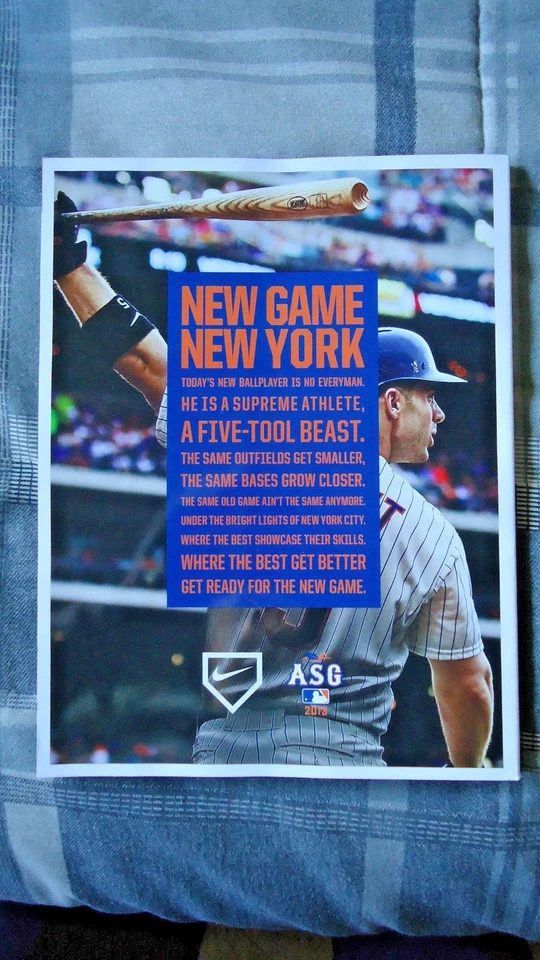 NEW GAME
NEW YORK
TODAY'S NEW BALLPLAYER IS NO EVERYMAN.
HE IS A SUPREME ATHLETE,
A FIVE-TOOL BEAST.
THE SAME OUTFIELDS GET SMALLER,
THE SAME BASES GROW CLOSER.
THE SAME OLD GAME AIN'T THE SAME ANYMORE.
UNDER THE BRIGHT LIGHTS OF NEW YORK CITY.
WHERE THE BEST SHOWCASE THEIR SKILLS.
WHERE THE BEST GET BETTER
GET READY FOR THE NEW GAME.
ASG
2013